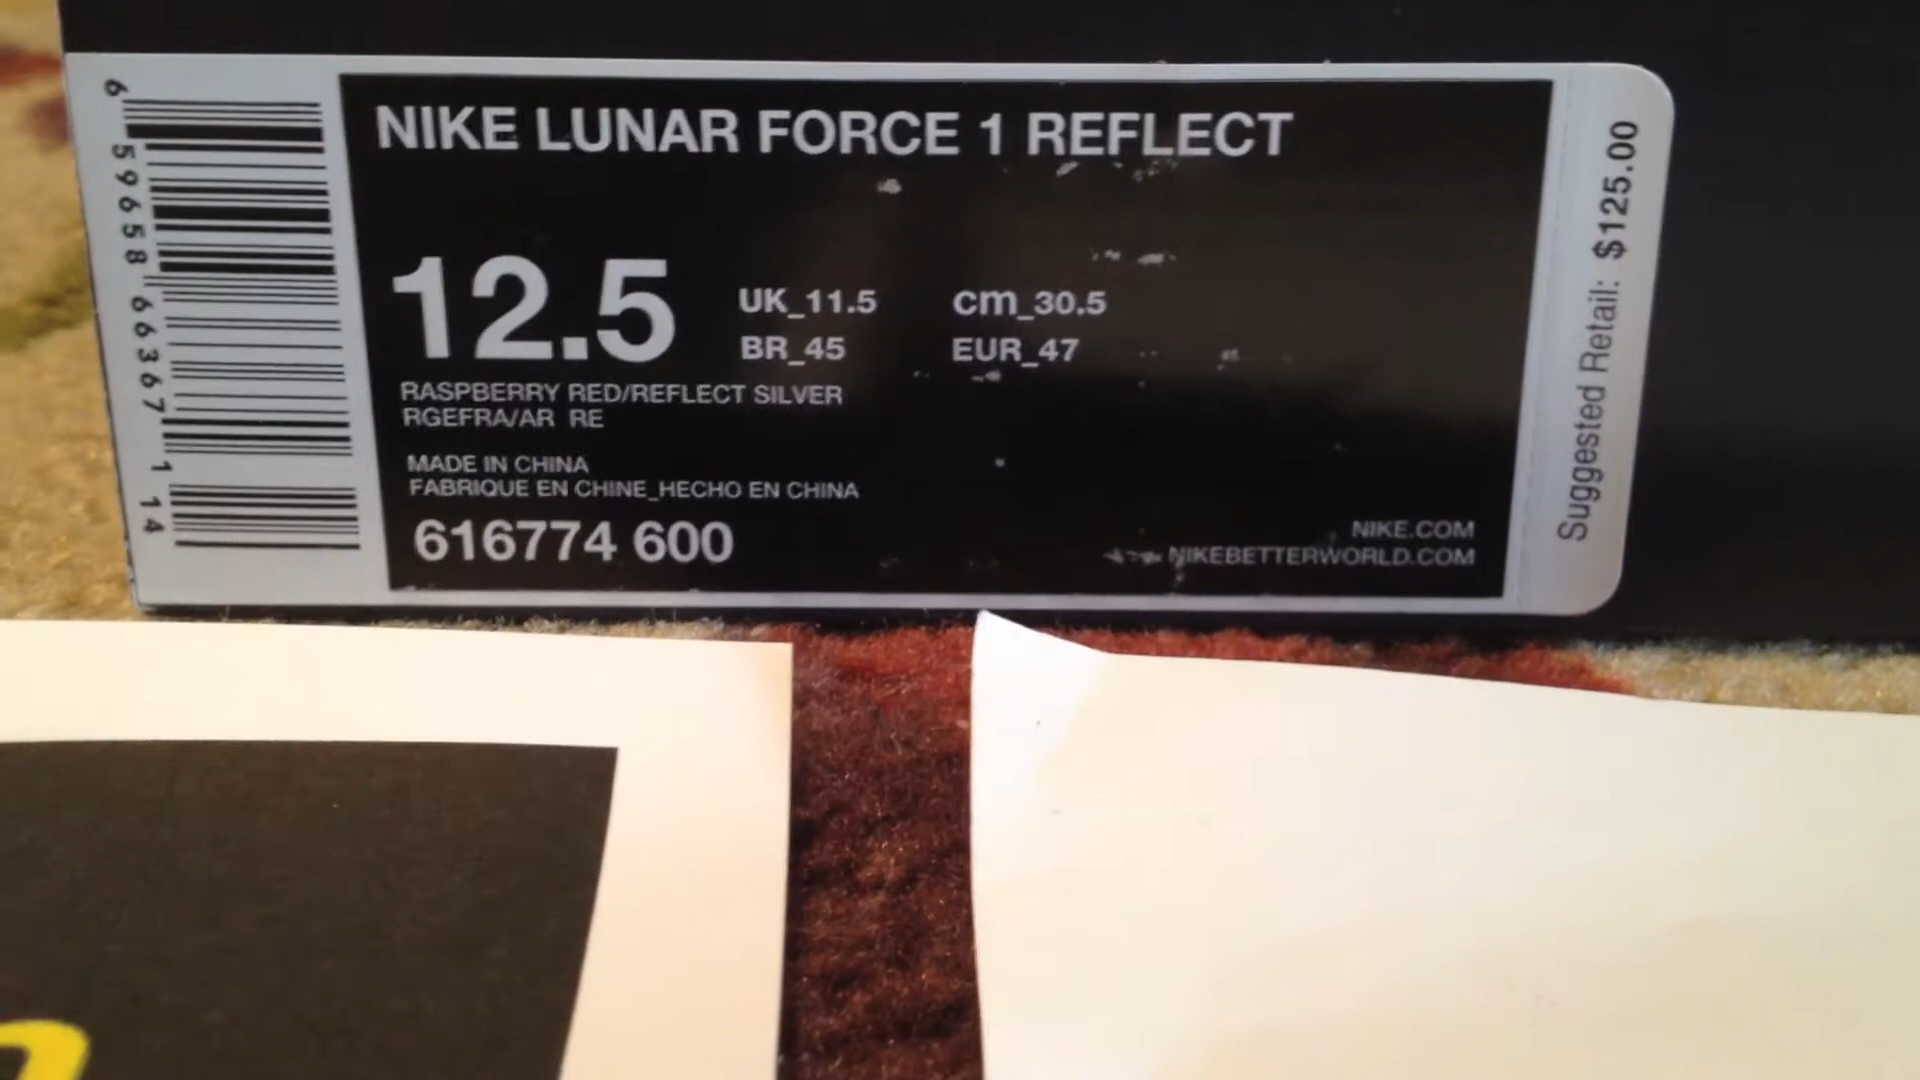 NIKE LUNAR FORCE 1 REFLECT
12.5
UK_11.5 cm_30.5
BR_45 EUR_47
RASPBERRY RED/REFLECT SILVER
RGEFRA/AR RE
MADE IN CHINA
FABRIQUE EN CHINE_HECHO EN CHINA
616774 600
NIKE.COM
NIKEBETTERWORLD.COM
Suggested Retail: $125.00
6 59658 66367 1 14